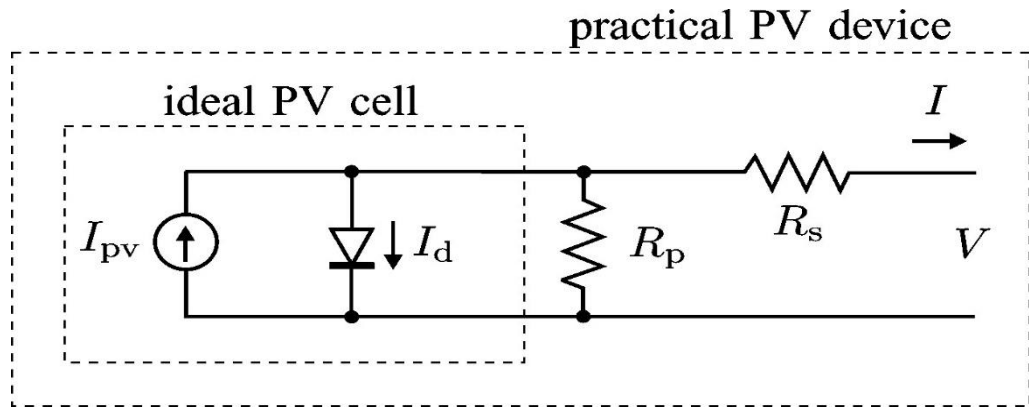 practical PV device
ideal PV cell
I
I_pv
I_d
R_p
R_s
V